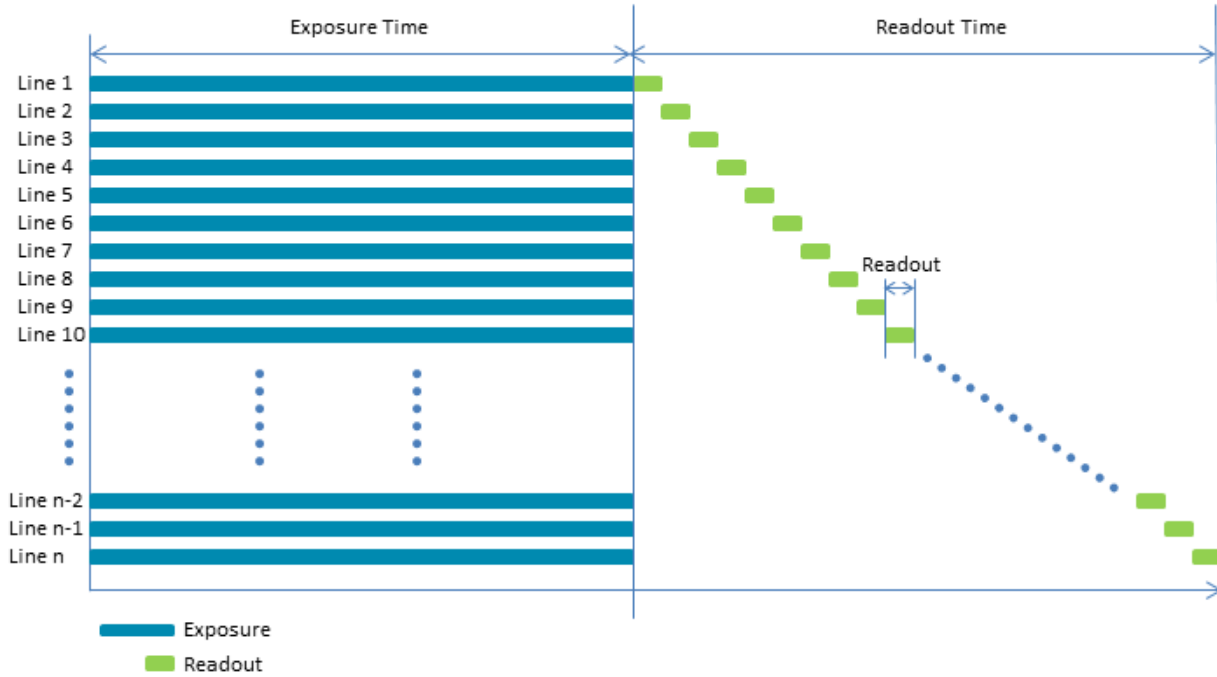 Exposure Time
Readout Time
Line 1
Line 2
Line 3
Line 4
Line 5
Line 6
Line 7
Line 8
Readout
Line 9
Line 10
Line n-2
Line n-1
Line n
Exposure
Readout